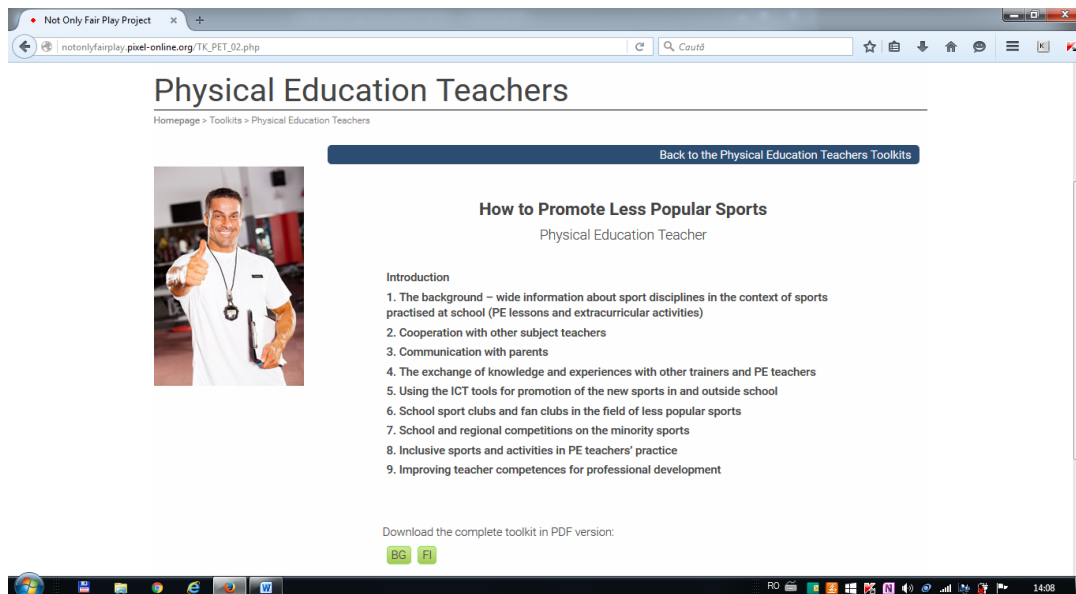 Not Only Fair Play Project
notonlyfairplay.pixel-online.org/TK_PET_02.php
Caută
Physical Education Teachers
Homepage > Toolkits > Physical Education Teachers
Back to the Physical Education Teachers Toolkits
How to Promote Less Popular Sports
Physical Education Teacher
Introduction
1. The background – wide information about sport disciplines in the context of sports
practised at school (PE lessons and extracurricular activities)
2. Cooperation with other subject teachers
3. Communication with parents
4. The exchange of knowledge and experiences with other trainers and PE teachers
5. Using the ICT tools for promotion of the new sports in and outside school
6. School sport clubs and fan clubs in the field of less popular sports
7. School and regional competitions on the minority sports
8. Inclusive sports and activities in PE teachers' practice
9. Improving teacher competences for professional development
Download the complete toolkit in PDF version:
BG FI
RO 14:08